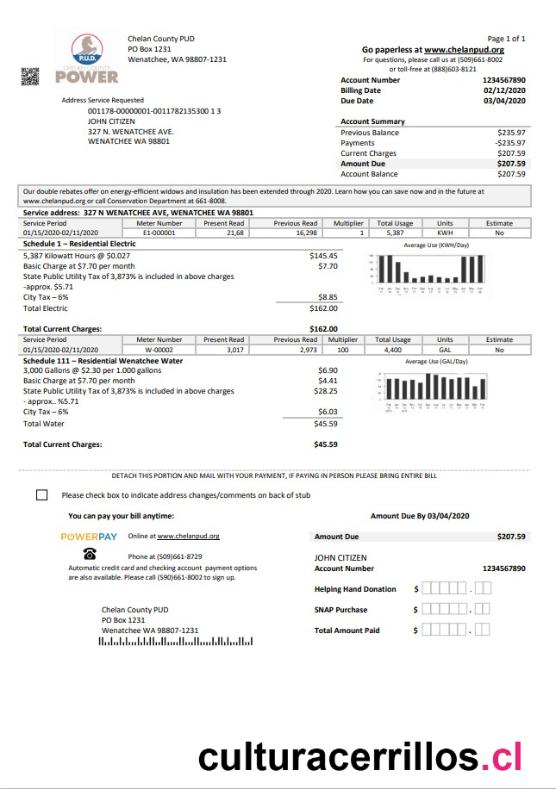 Chelan County PUD
PO Box 1231
Wenatchee, WA 98807-1231
Page 1 of 1
Go paperless at www.chelanpud.org
For questions, please call us at (509)661-8002
or toll-free at (888)603-8121
P.U.D.
CHELAN COUNTY
POWER
Account Number 1234567890
Billing Date 02/12/2020
Due Date 03/04/2020
Address Service Requested
001178-00000001-0011782135300 1 3
JOHN CITIZEN
327 N. WENATCHEE AVE.
WENATCHEE WA 98801
Account Summary
Previous Balance $235.97
Payments -$235.97
Current Charges $207.59
Amount Due $207.59
Account Balance $207.59
Our double rebates offer on energy-efficient widows and insulation has been extended through 2020. Learn how you can save now and in the future at
www.chelanpud.org or call Conservation Department at 661-8008.
Service address: 327 N WENATCHEE AVE, WENATCHEE WA 98801
Service Period Meter Number Present Read Previous Read Multiplier Total Usage Units Estimate
01/15/2020-02/11/2020 E1-000001 21,68 16,298 1 5,387 KWH No
Schedule 1 – Residential Electric
Average Use (KWH/Day)
5,387 Kilowatt Hours @ $0.027 $145.45
Basic Charge at $7.70 per month $7.70
State Public Utility Tax of 3,873% is included in above charges
-approx. $5.71
City Tax – 6% $8.85
Total Electric $162.00
Total Current Charges: $162.00
Service Period Meter Number Present Read Previous Read Multiplier Total Usage Units Estimate
01/15/2020-02/11/2020 W-00002 3,017 2,973 100 4,400 GAL No
Schedule 111 – Residential Wenatchee Water
Average Use (GAL/Day)
3,000 Gallons @ $2.30 per 1.000 gallons $6.90
Basic Charge at $7.70 per month $4.41
State Public Utility Tax of 3,873% is included in above charges $28.25
- approx.. %5.71
City Tax – 6% $6.03
Total Water $45.59
Total Current Charges: $45.59
DETACH THIS PORTION AND MAIL WITH YOUR PAYMENT, IF PAYING IN PERSON PLEASE BRING ENTIRE BILL
Please check box to indicate address changes/comments on back of stub
You can pay your bill anytime:
Amount Due By 03/04/2020
POWERPAY Online at www.chelanpud.org
Amount Due $207.59
Phone at (509)661-8729
JOHN CITIZEN
Automatic credit card and checking account payment options
are also available. Please call (590)661-8002 to sign up.
Account Number 1234567890
Helping Hand Donation $ .
Chelan County PUD
PO Box 1231
Wenatchee WA 98807-1231
SNAP Purchase $ .
Total Amount Paid $ .
culturacerrillos.cl